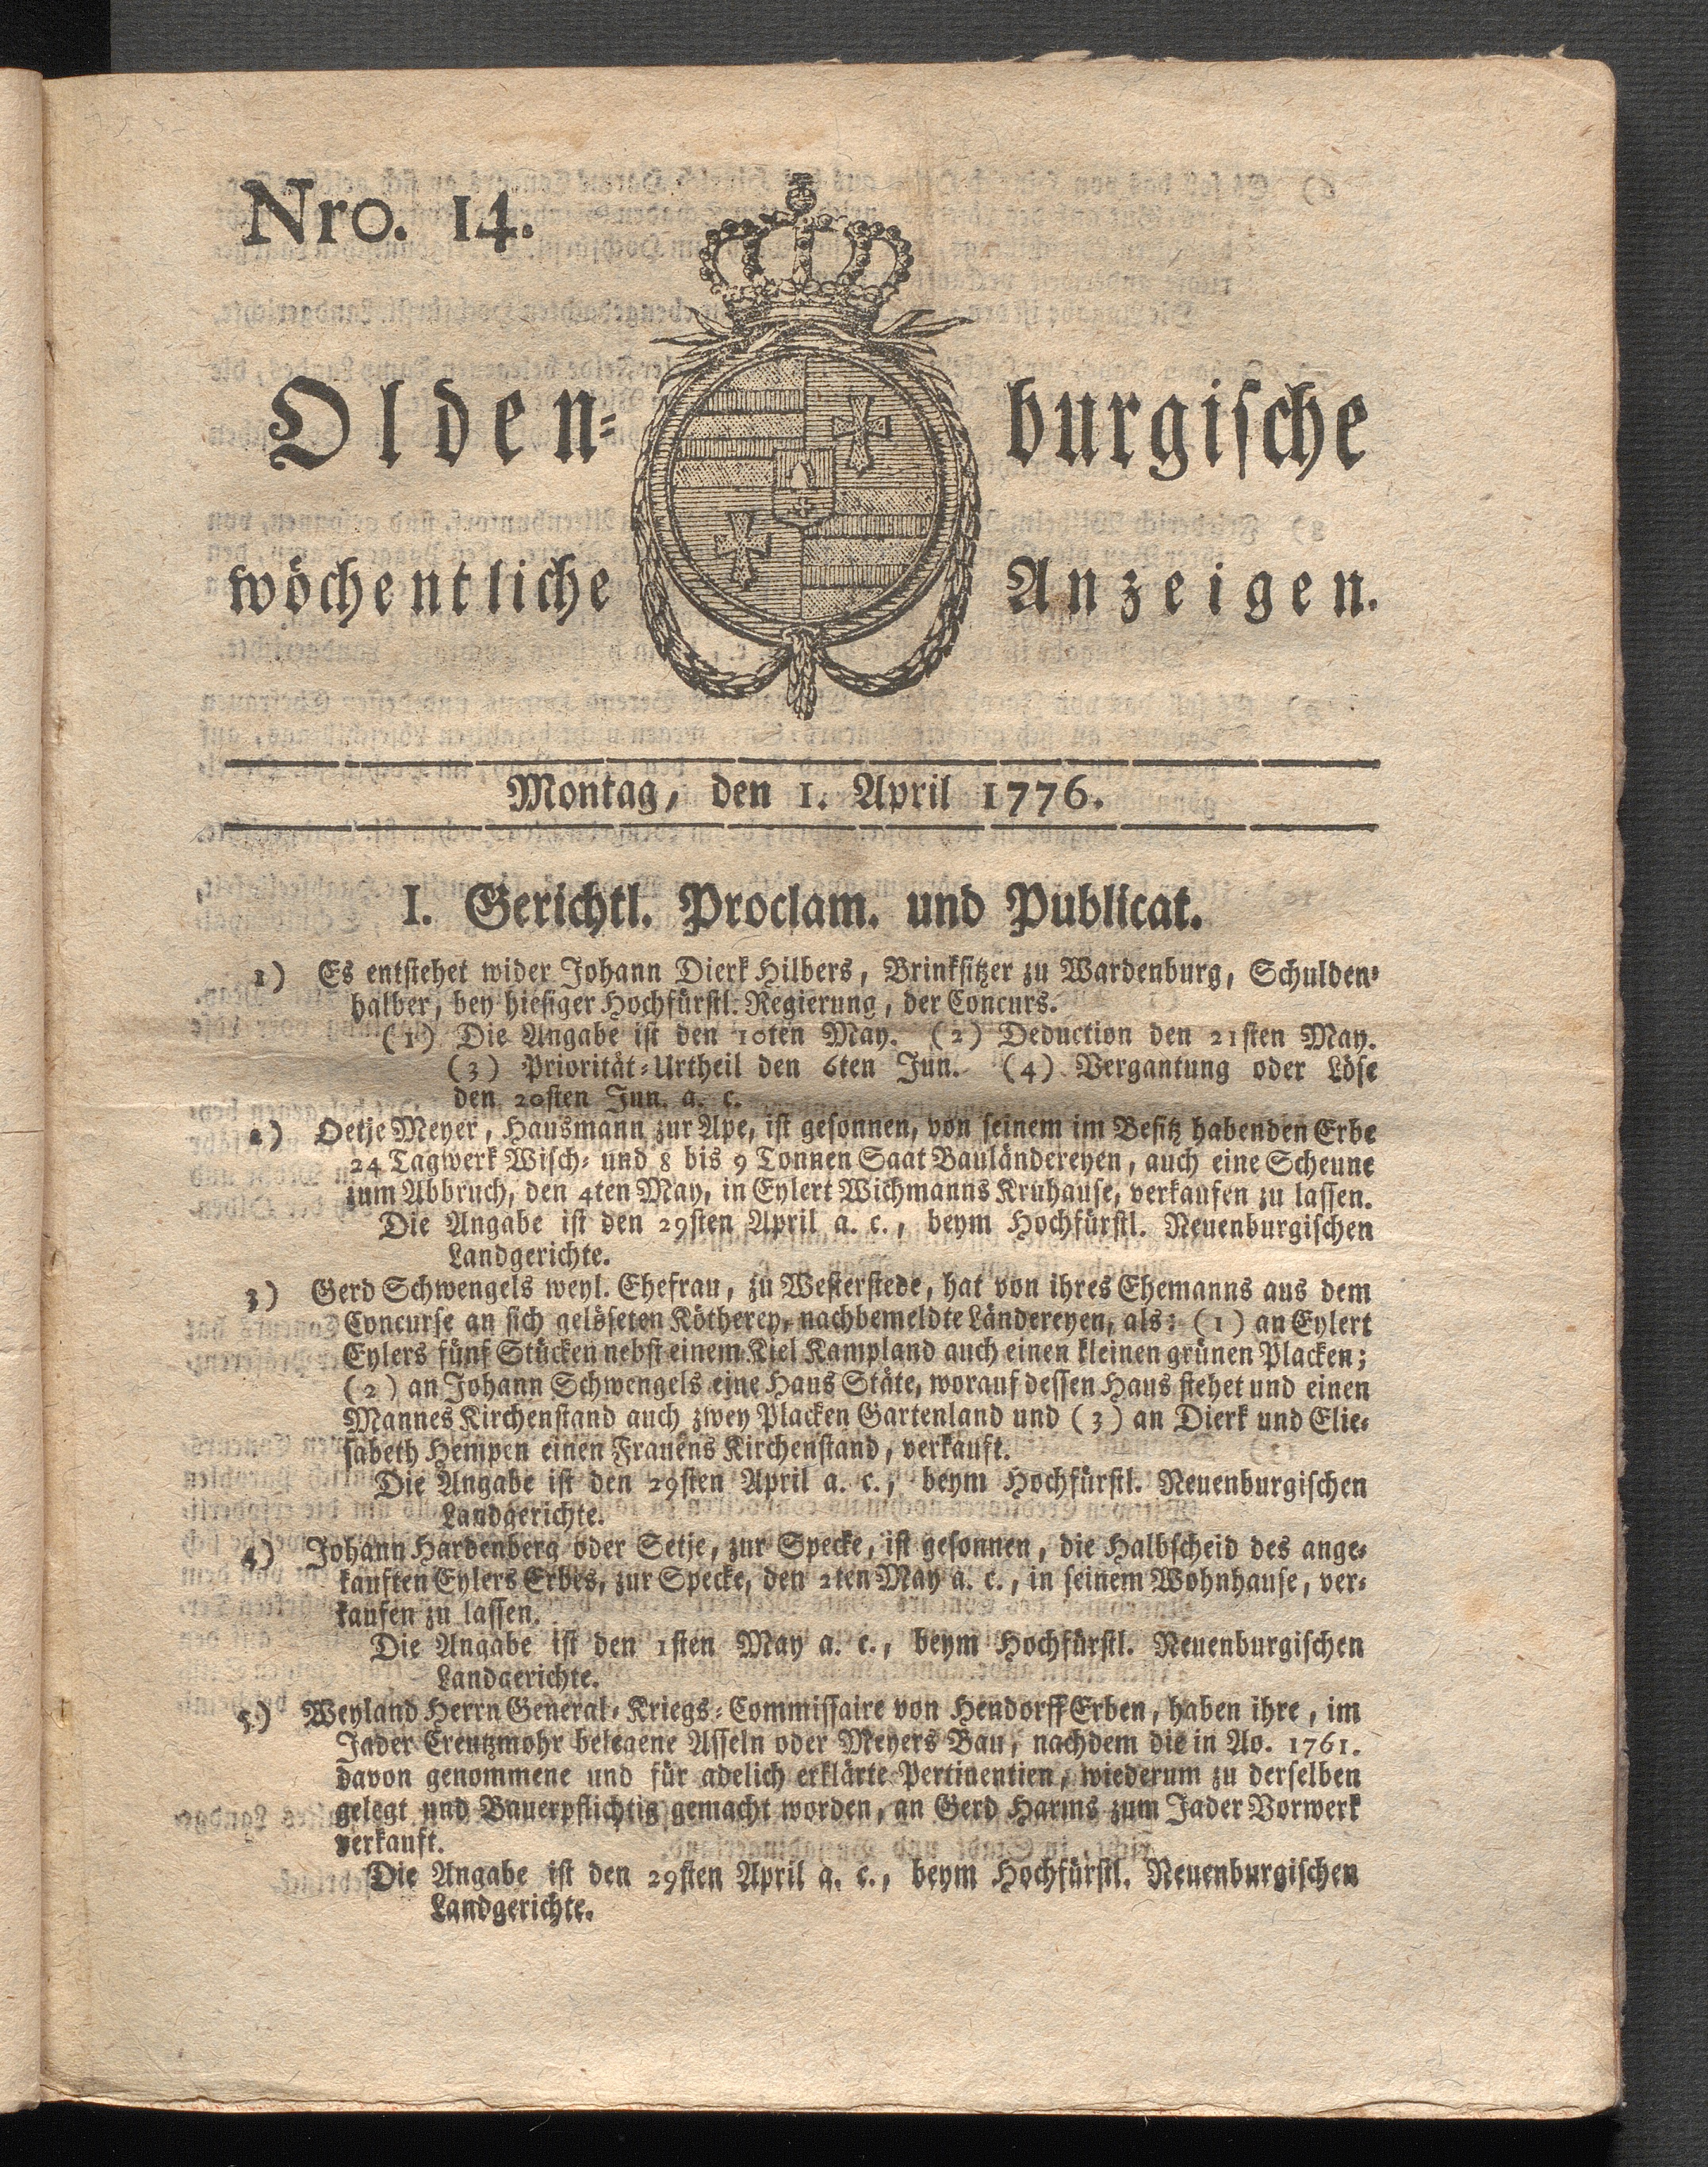 Nro. 14.
Olden- burgische
wöchentliche Anzeigen.
Montag, den 1. April 1776.
I. Gerichtl. Proclam. und Publicat.
1) Es entstehet wider Johann Dierk Hilbers, Brinksitzer zu Wardenburg, Schulden-
halber, bey hiesiger Hochfürstl. Regierung, der Concurs.
(1) Die Angabe ist den 10ten May. (2) Deduction den 21sten May.
(3) Priorität-Urtheil den 6ten Jun. (4) Vergantung oder Löse
den 20sten Jun. a. c.
2) Oetje Meyer, Hausmann zur Ape, ist gesonnen, von seinem im Besitz habenden Erbe
24 Tagwerk Wisch- und 8 bis 9 Tonnen Saat Bauländereyen, auch eine Scheune
zum Abbruch, den 4ten May, in Eylert Wichmanns Kruhause, verkaufen zu lassen.
Die Angabe ist den 29sten April a. c., beym Hochfürstl. Neuenburgischen
Landgerichte.
3) Gerd Schwengels weyl. Ehefrau, zu Westerstede, hat von ihres Ehemanns aus dem
Concurse an sich gelöseten Kötherey, nachbemeldte Ländereyen, als: (1) an Eylert
Eylers fünf Stücken nebst einem Kiel Kampland auch einen kleinen grünen Placken;
(2) an Johann Schwengels eine Haus Stäte, worauf dessen Haus stehet und einen
Mannes Kirchenstand auch zwey Placken Gartenland und (3) an Dierk und Elie-
sabeth Hempen einen Frauens Kirchenstand, verkauft.
Die Angabe ist den 29sten April a. c., beym Hochfürstl. Neuenburgischen
Landgerichte.
4) Johann Hardenberg oder Setje, zur Specke, ist gesonnen, die Halbscheid des ange-
kauften Eylers Erbes, zur Specke, den 2ten May a. c., in seinem Wohnhause, ver-
kaufen zu lassen.
Die Angabe ist den 1sten May a. c., beym Hochfürstl. Neuenburgischen
Landgerichte.
5) Weyland Herrn General-Kriegs-Commissaire von Hendorff Erben, haben ihre, im
Jader Creutzmohr belegene Asseln oder Meyers Bau, nachdem die in Ao. 1761.
davon genommene und für adelich erklärte Pertinentien, wiederum zu derselben
gelegt und Bauerpflichtig gemacht worden, an Gerd Harms zum Jader Vorwerk
verkauft.
Die Angabe ist den 29sten April a. c., beym Hochfürstl. Neuenburgischen
Landgerichte.